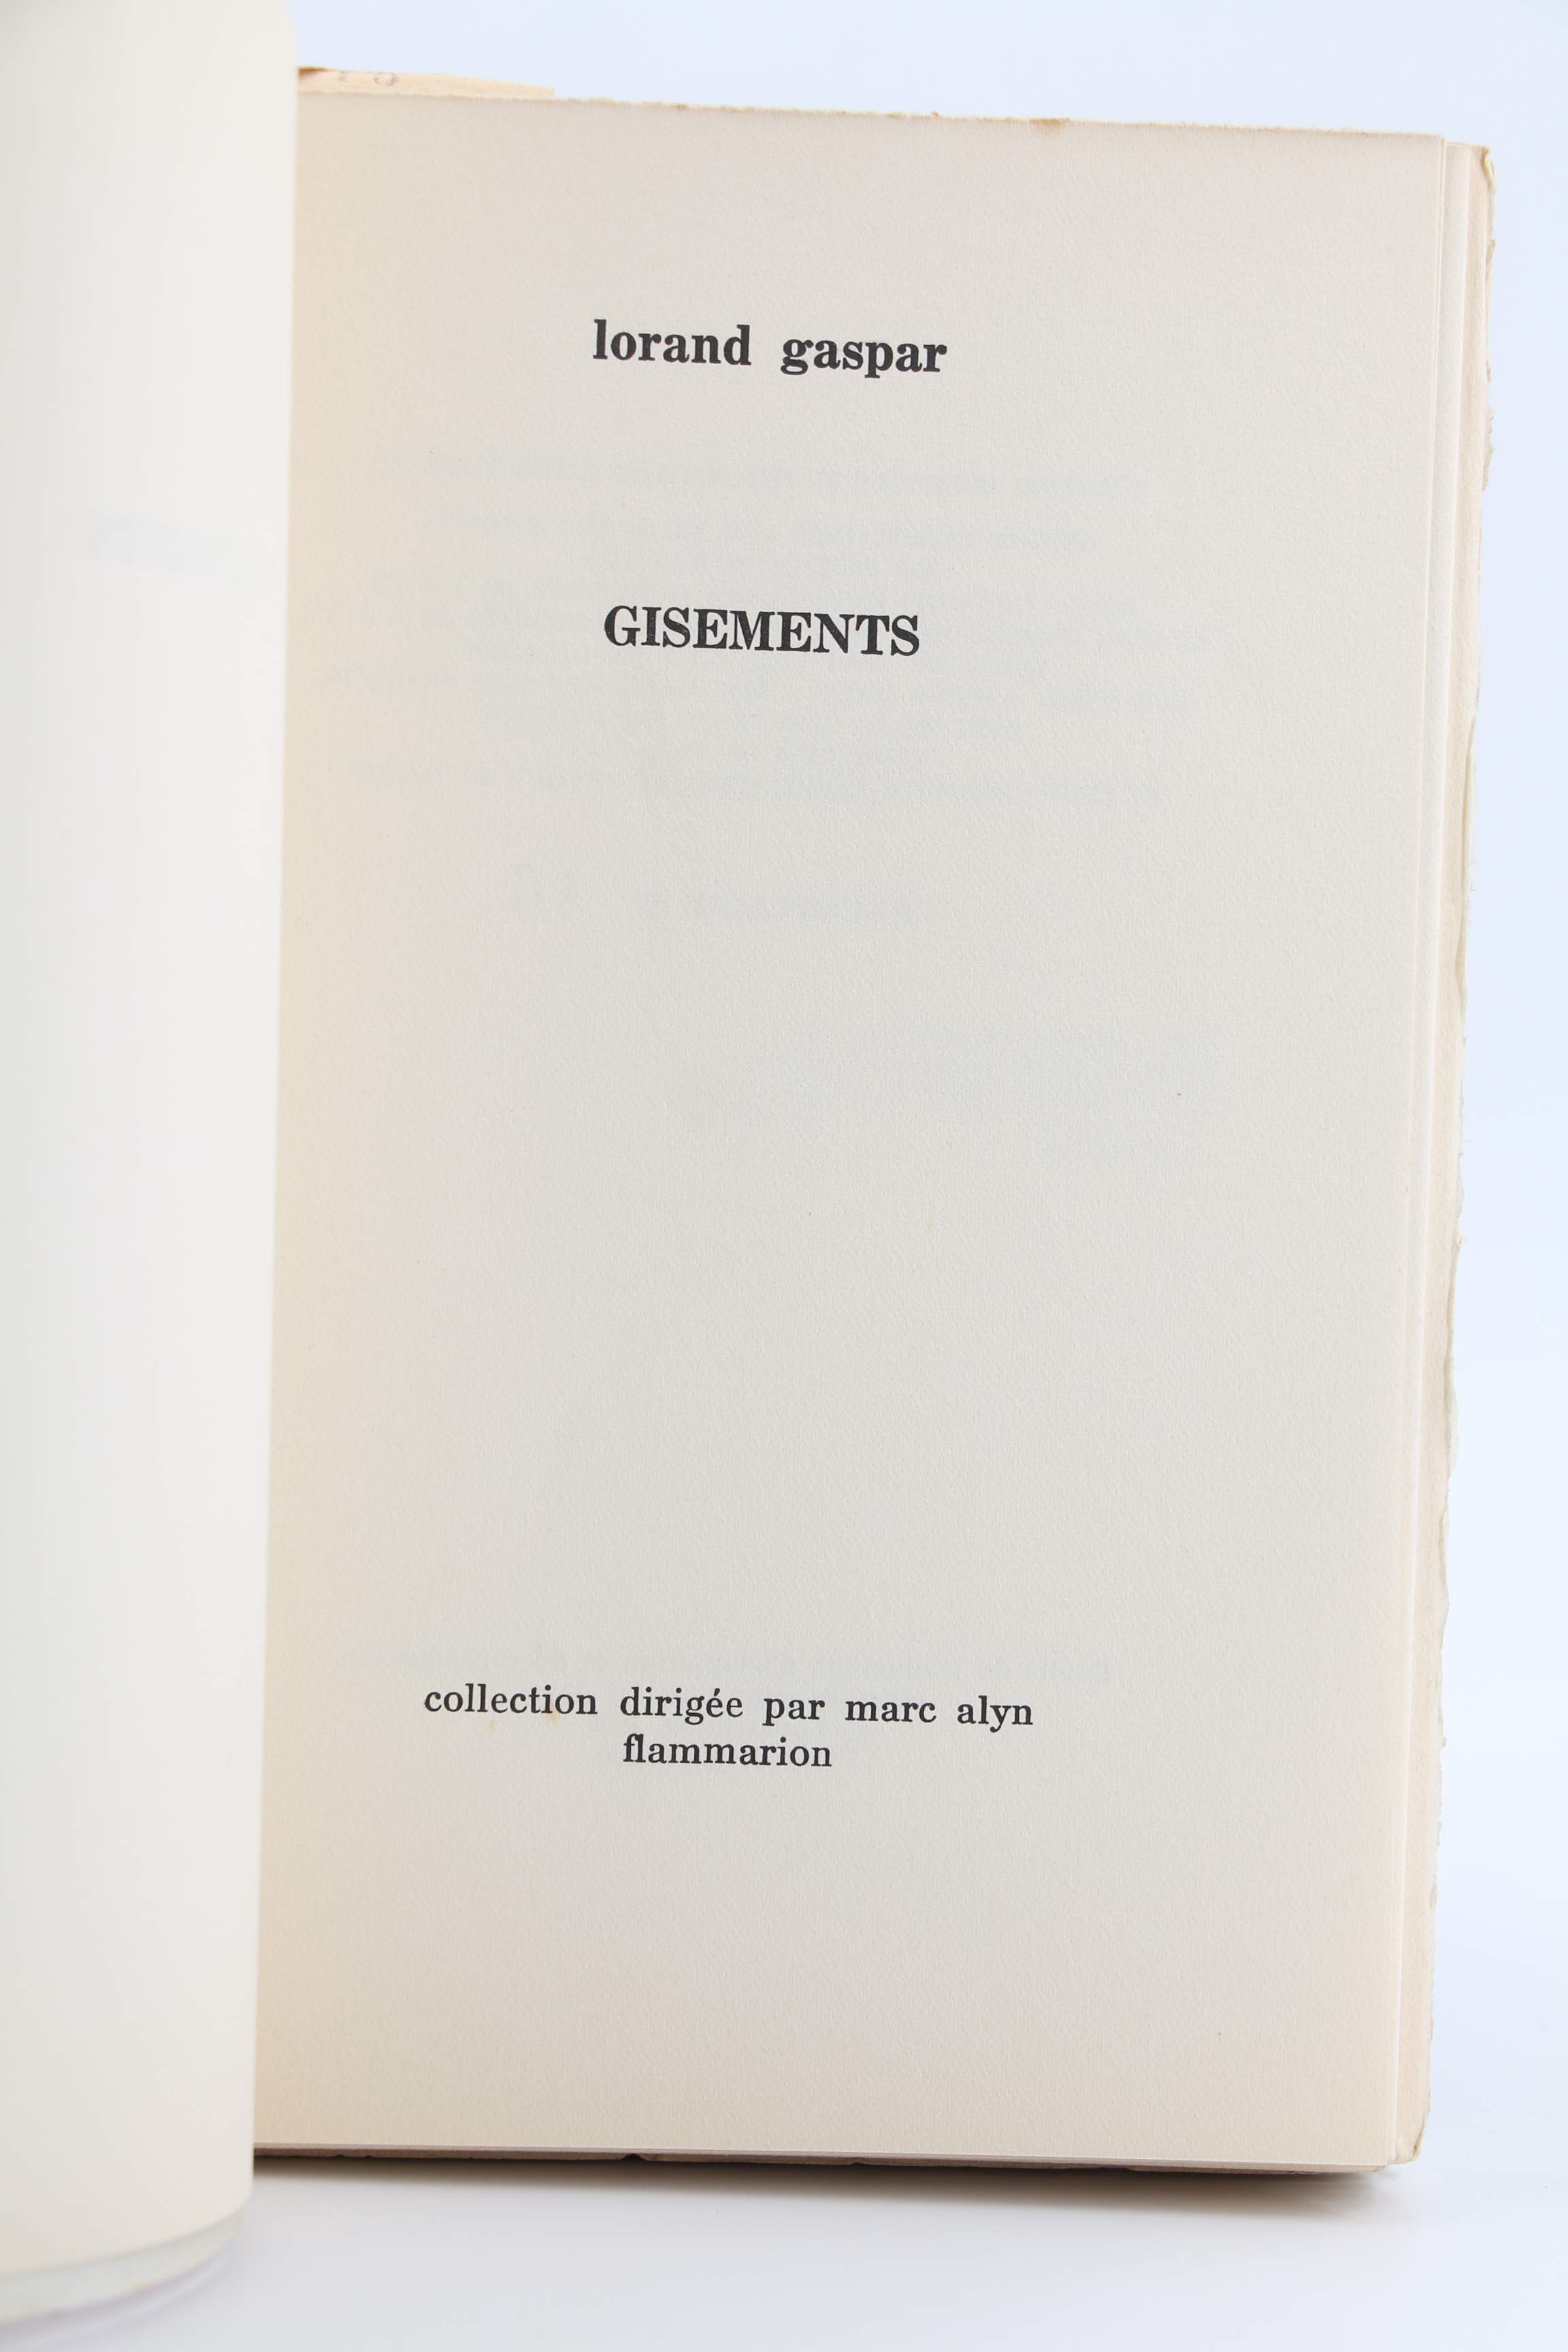 lorand gaspar
GISEMENTS
collection dirigée par marc alyn
flammarion